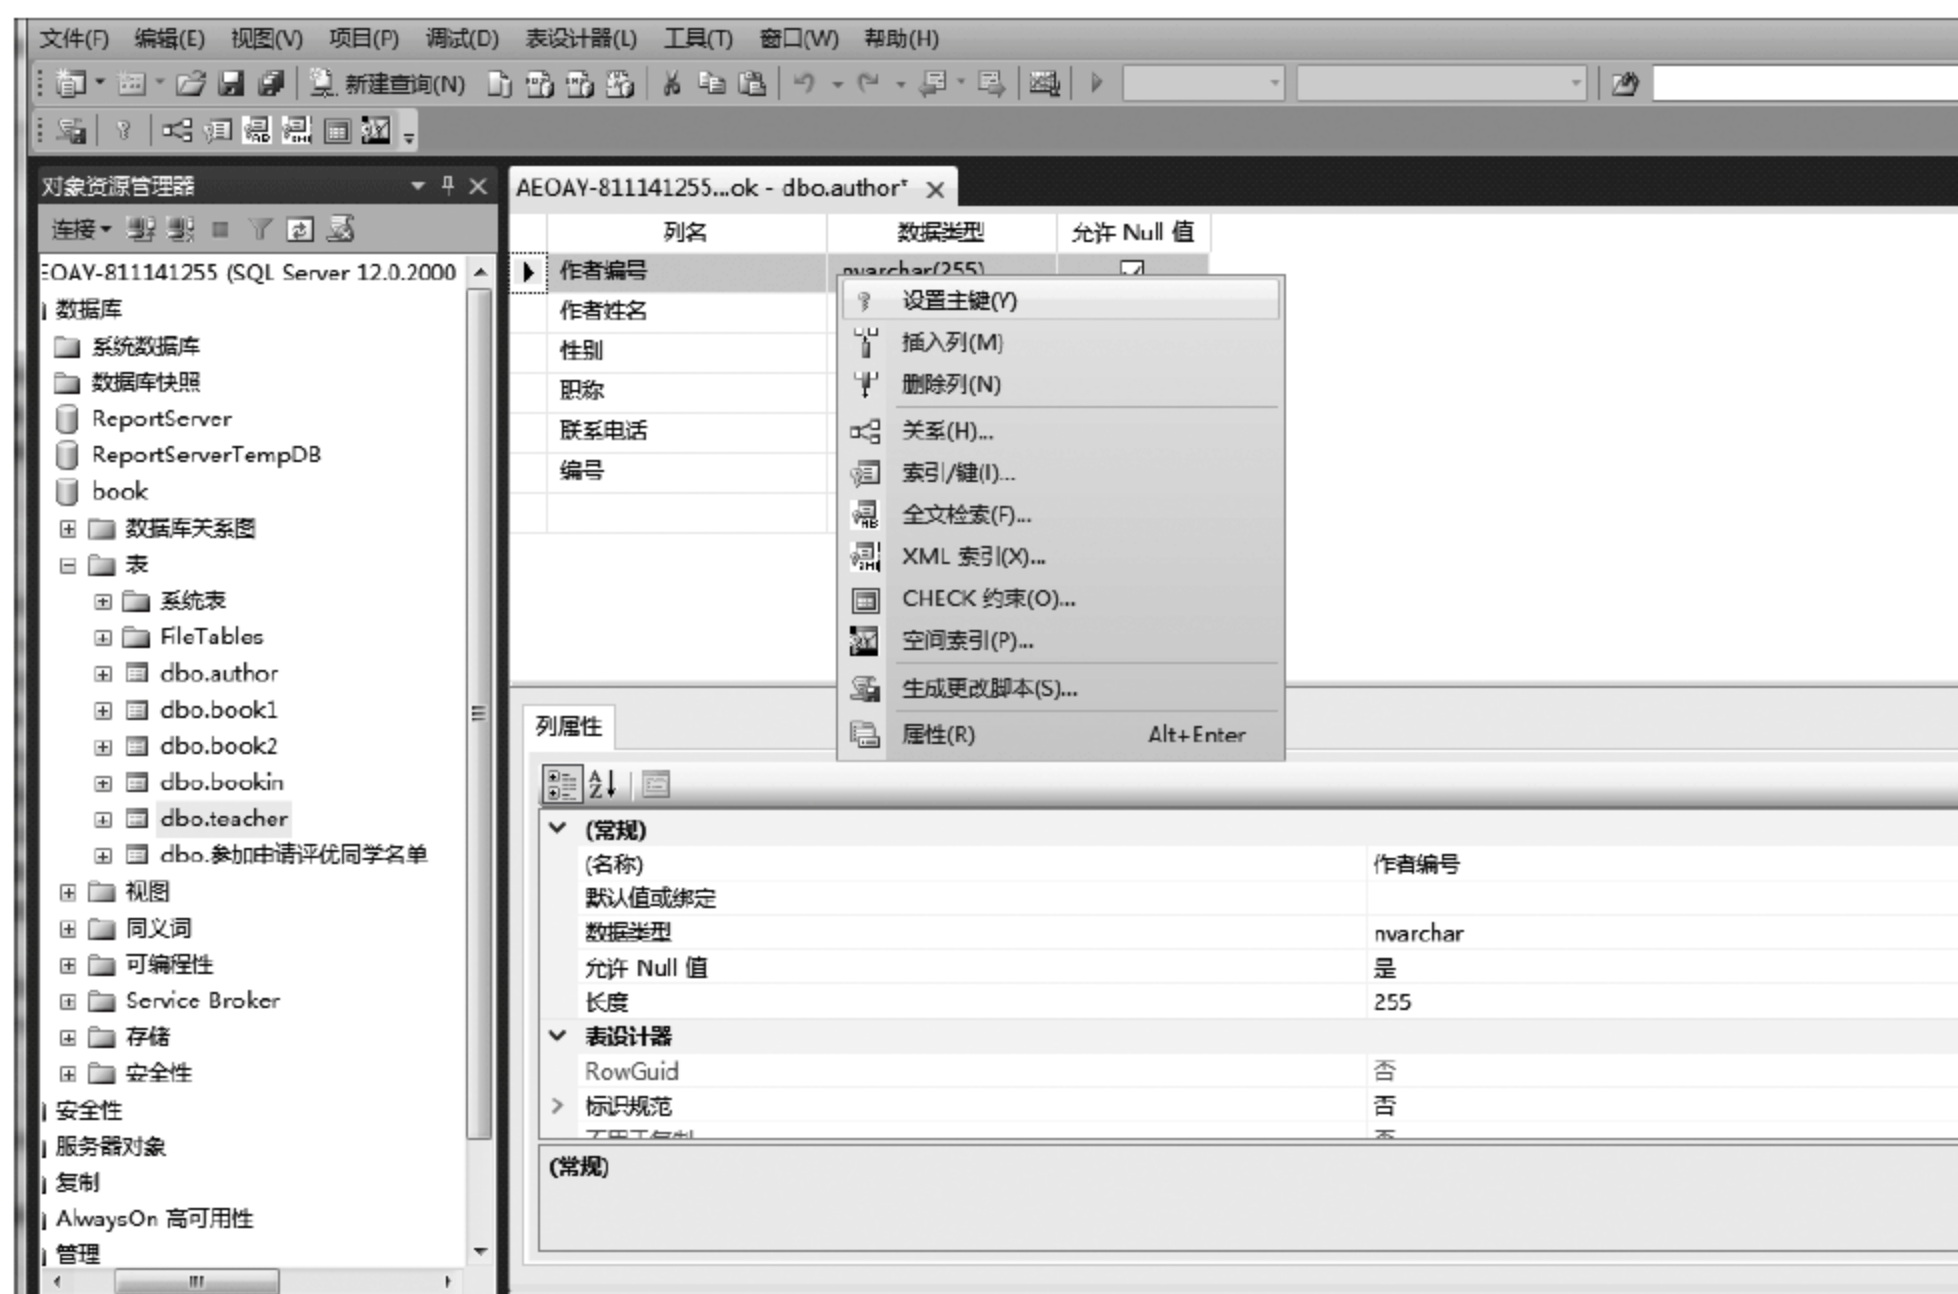 文件(F) 编辑(E) 视图(V) 项目(P) 调试(D) 表设计器(L) 工具(T) 窗口(W) 帮助(H)
新建查询(N)
对象资源管理器
连接
EOAY-811141255 (SQL Server 12.0.2000
数据库
系统数据库
数据库快照
ReportServer
ReportServerTempDB
book
数据库关系图
表
系统表
FileTables
dbo.author
dbo.book1
dbo.book2
dbo.bookin
dbo.teacher
dbo.参加申请评优同学名单
视图
同义词
可编程性
Service Broker
存储
安全性
安全性
服务器对象
复制
AlwaysOn 高可用性
管理
AEOAY-811141255...ok - dbo.author*
列名 数据类型 允许 Null 值
作者编号 nvarchar(255)
作者姓名
性别
职称
联系电话
编号
设置主键(Y)
插入列(M)
删除列(N)
关系(H)...
索引/键(I)...
全文检索(F)...
XML 索引(X)...
CHECK 约束(O)...
空间索引(P)...
生成更改脚本(S)...
属性(R) Alt+Enter
列属性
(常规)
(名称) 作者编号
默认值或绑定
数据类型 nvarchar
允许 Null 值 是
长度 255
表设计器
RowGuid 否
标识规范 否
(常规)